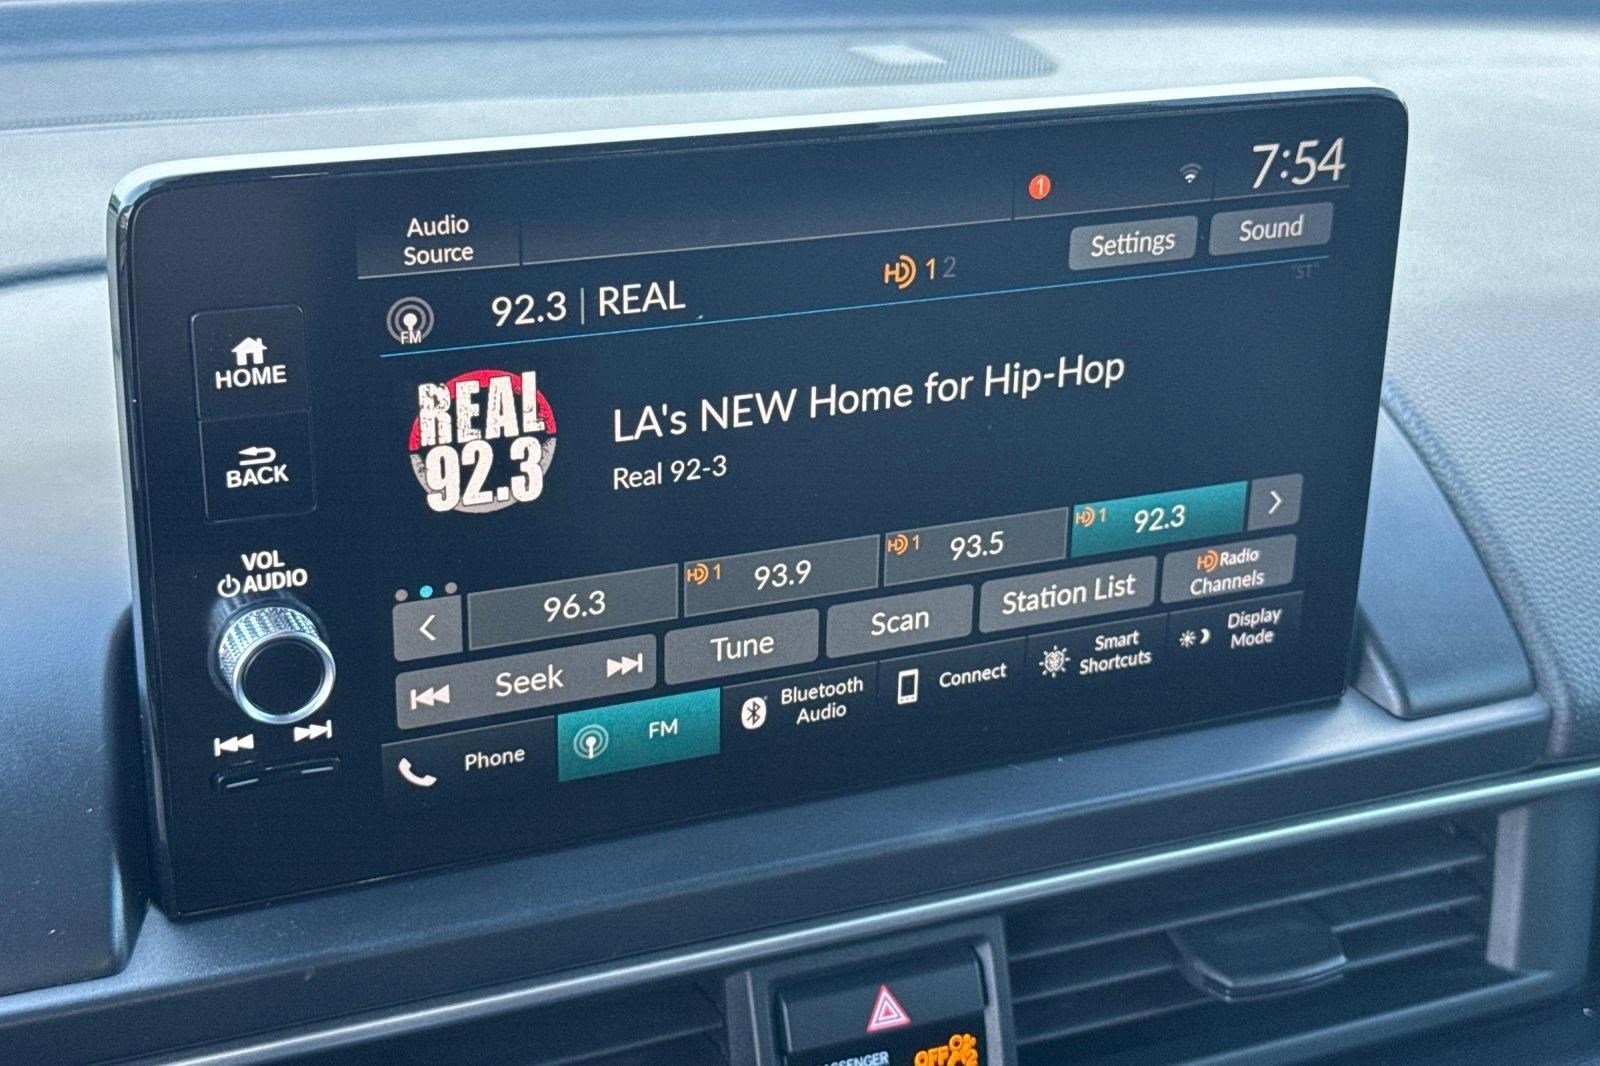 1
7:54
Audio
Source
Settings
Sound
FM
92.3 | REAL
HD 1 2
"ST"
HOME
BACK
REAL
92.3
LA's NEW Home for Hip-Hop
Real 92-3
VOL
AUDIO
96.3
HD 1 93.9
HD 1 93.5
HD 1 92.3
Seek
Tune
Scan
Station List
HD Radio
Channels
Phone
FM
Bluetooth
Audio
Connect
Smart
Shortcuts
Display
Mode
OFF